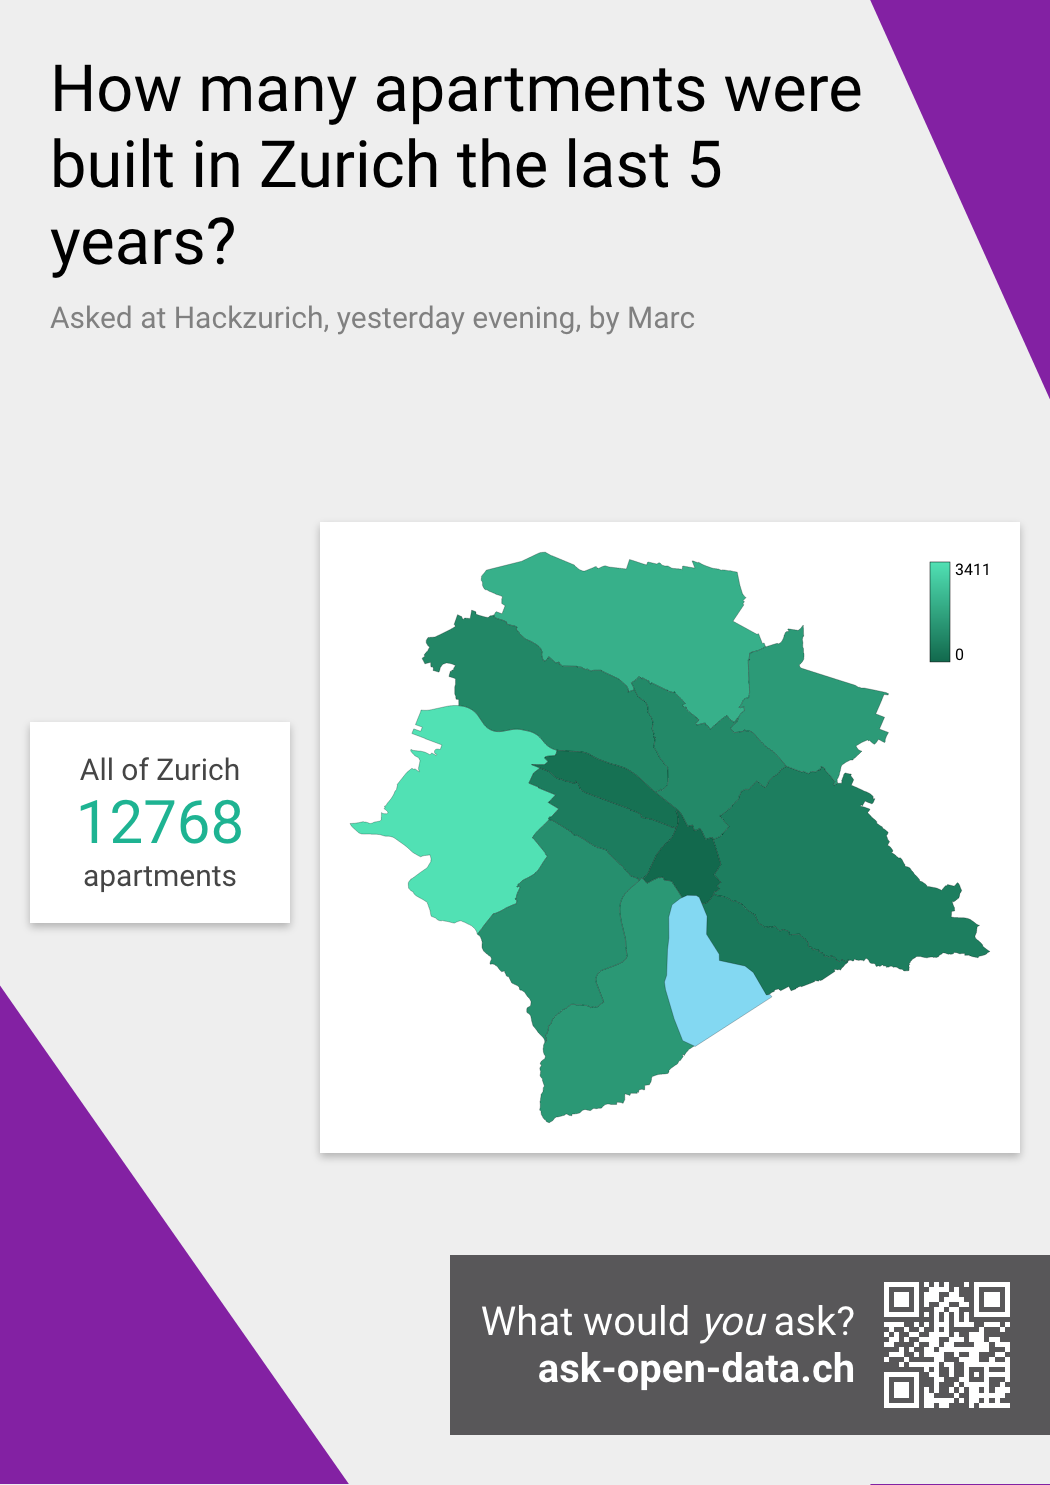 How many apartments were
built in Zurich the last 5
years?
Asked at Hackzurich, yesterday evening, by Marc
3411
0
All of Zurich
12768
apartments
What would you ask?
ask-open-data.ch